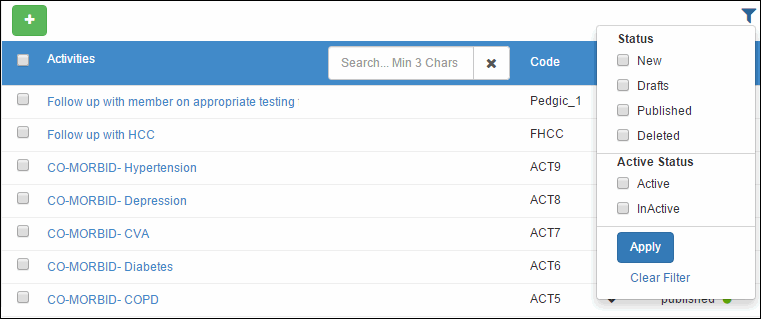 +
Status
Activities
Search... Min 3 Chars
Code
New
Drafts
Follow up with member on appropriate testing
Pedgic_1
Published
Follow up with HCC
FHCC
Deleted
Active Status
CO-MORBID- Hypertension
ACT9
Active
CO-MORBID- Depression
ACT8
InActive
CO-MORBID- CVA
ACT7
Apply
CO-MORBID- Diabetes
ACT6
Clear Filter
CO-MORBID- COPD
ACT5
published